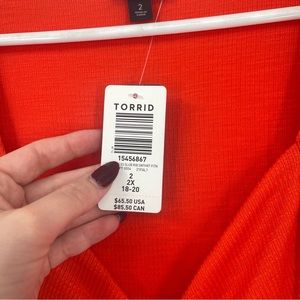 2
TORRID
15456867
2
2X
18-20
$65.50 USA
$85.50 CAN